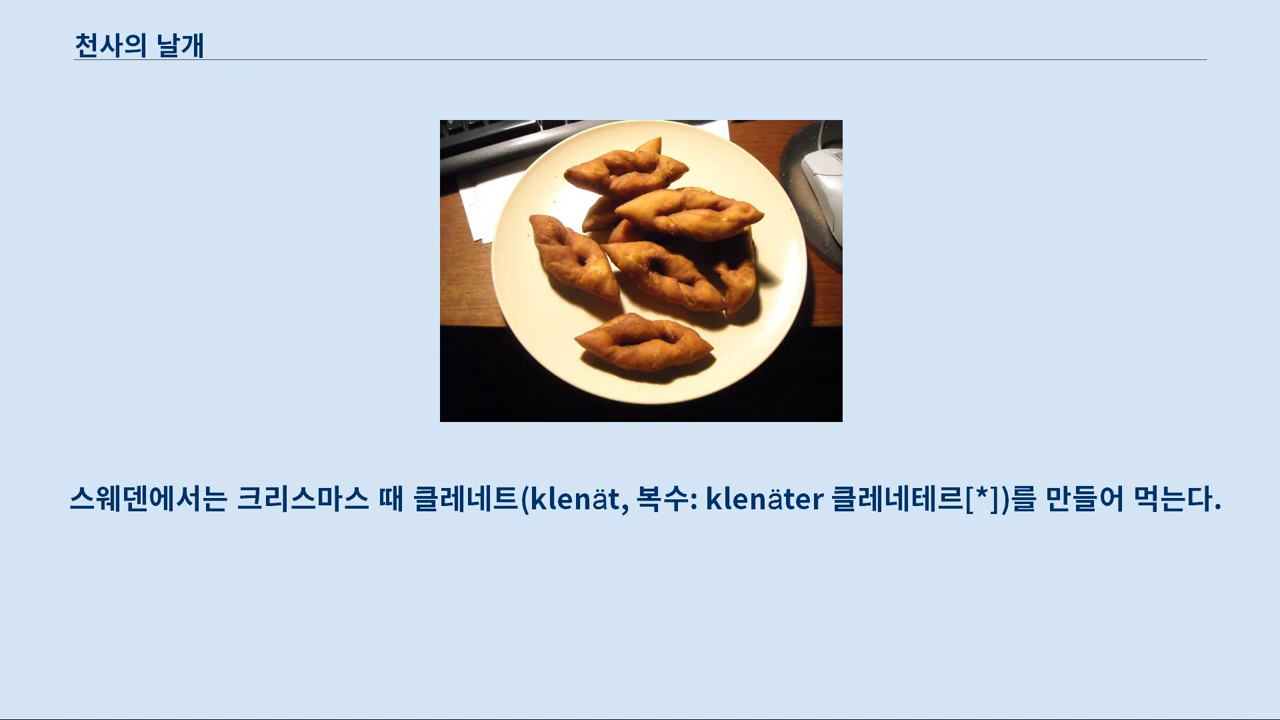 천사의 날개
스웨덴에서는 크리스마스 때 클레네트(klenät, 복수: klenäter 클레네테르[*])를 만들어 먹는다.